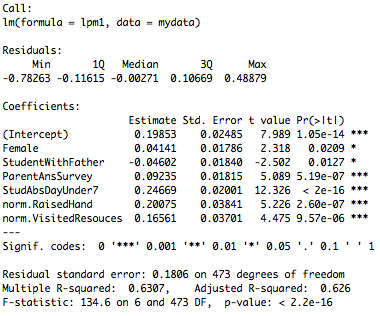 Call:
lm(formula = lpm1, data = mydata)
Residuals:
Min 1Q Median 3Q Max
-0.78263 -0.11615 -0.00271 0.10669 0.48879
Coefficients:
Estimate Std. Error t value Pr(>|t|)
(Intercept) 0.19853 0.02485 7.989 1.05e-14 ***
Female 0.04141 0.01786 2.318 0.0209 *
StudentWithFather -0.04602 0.01840 -2.502 0.0127 *
ParentAnsSurvey 0.09235 0.01815 5.089 5.19e-07 ***
StudAbsDayUnder7 0.24669 0.02001 12.326 < 2e-16 ***
norm.RaisedHand 0.20075 0.03841 5.226 2.60e-07 ***
norm.VisitedResouces 0.16561 0.03701 4.475 9.57e-06 ***
---
Signif. codes: 0 '***' 0.001 '**' 0.01 '*' 0.05 '.' 0.1 ' ' 1
Residual standard error: 0.1806 on 473 degrees of freedom
Multiple R-squared: 0.6307, Adjusted R-squared: 0.626
F-statistic: 134.6 on 6 and 473 DF, p-value: < 2.2e-16